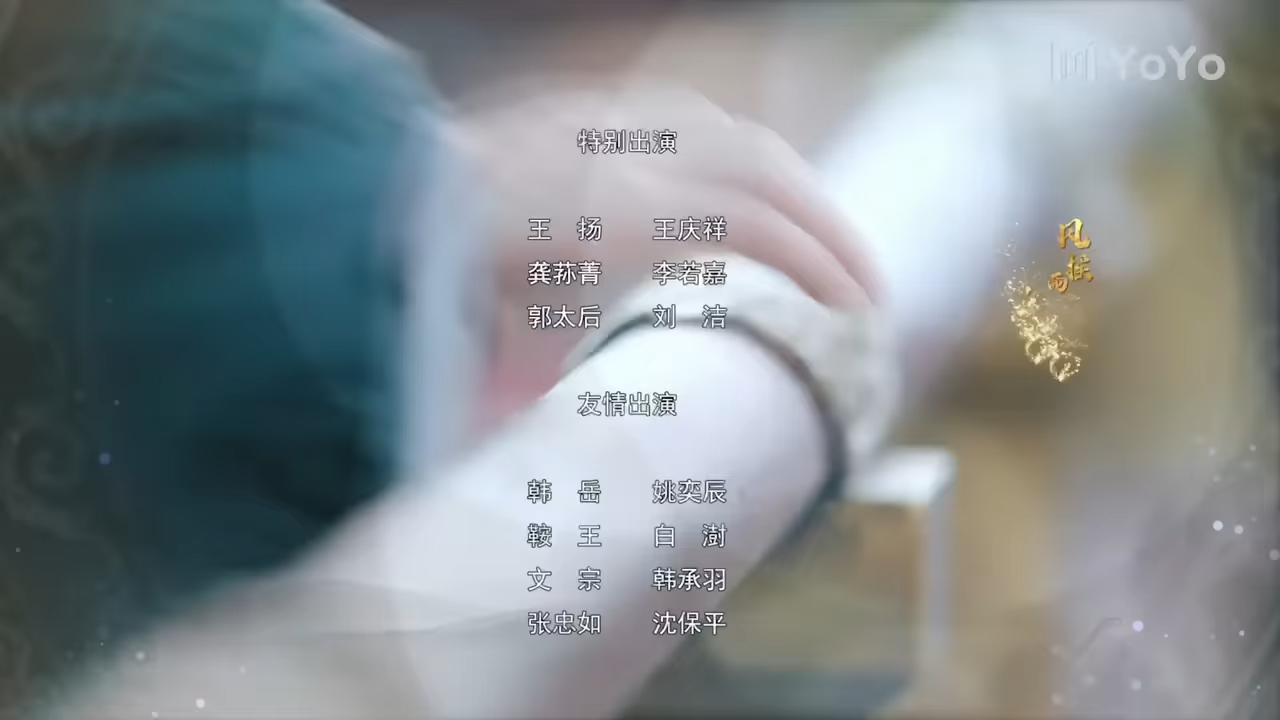 YoYo
特别出演
王 扬 王庆祥
龚荪菁 李若嘉
郭太后 刘 洁
友情出演
韩 岳 姚奕辰
鞍 王 白 澍
文 宗 韩承羽
张忠如 沈保平